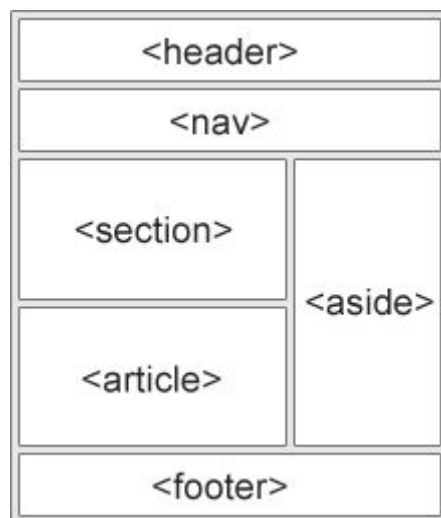 <header>
<nav>
<section>
<aside>
<article>
<footer>